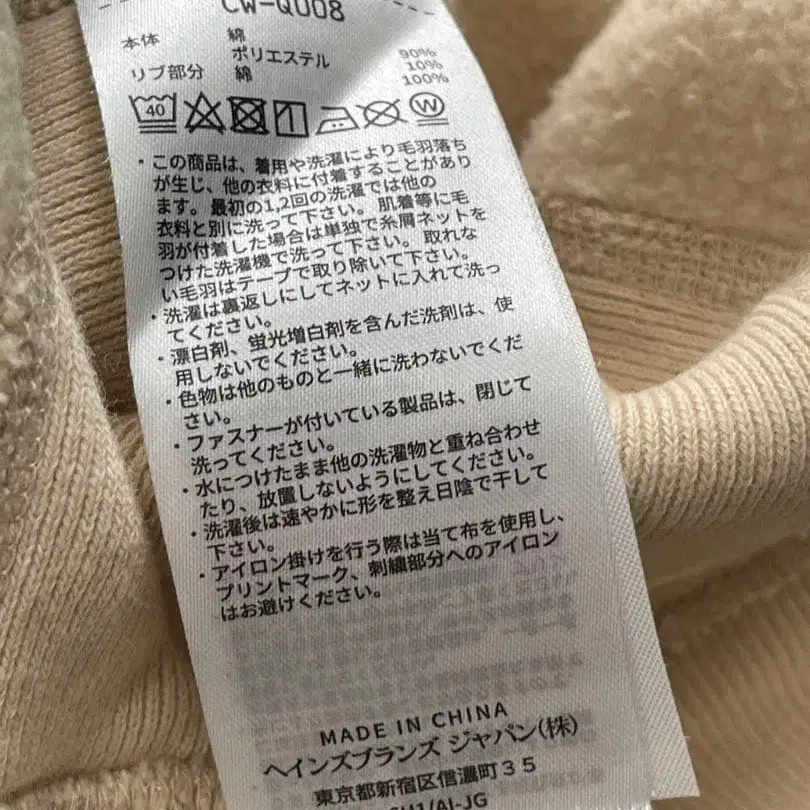 CW-Q008
本体 綿 90%
ポリエステル 10%
リブ部分 綿 100%
40
W
・この商品は、着用や洗濯により毛羽落ち
が生じ、他の衣料に付着することがあり
ます。最初の1,2回の洗濯では他の
衣料と別に洗って下さい。肌着等に毛
羽が付着した場合は単独で糸屑ネットを
つけた洗濯機で洗って下さい。取れな
い毛羽はテープで取り除いて下さい。
・洗濯は裏返しにしてネットに入れて洗っ
てください。
・漂白剤、蛍光増白剤を含んだ洗剤は、使
用しないでください。
・色物は他のものと一緒に洗わないでくだ
さい。
・ファスナーが付いている製品は、閉じて
洗ってください。
・水につけたまま他の洗濯物と重ね合わせ
たり、放置しないようにしてください。
・洗濯後は速やかに形を整え日陰で干して
下さい。
・アイロン掛けを行う際は当て布を使用し、
プリントマーク、刺繍部分へのアイロン
はお避けください。
MADE IN CHINA
ヘインズブランズ ジャパン(株)
東京都新宿区信濃町35
CH1/AI-JG